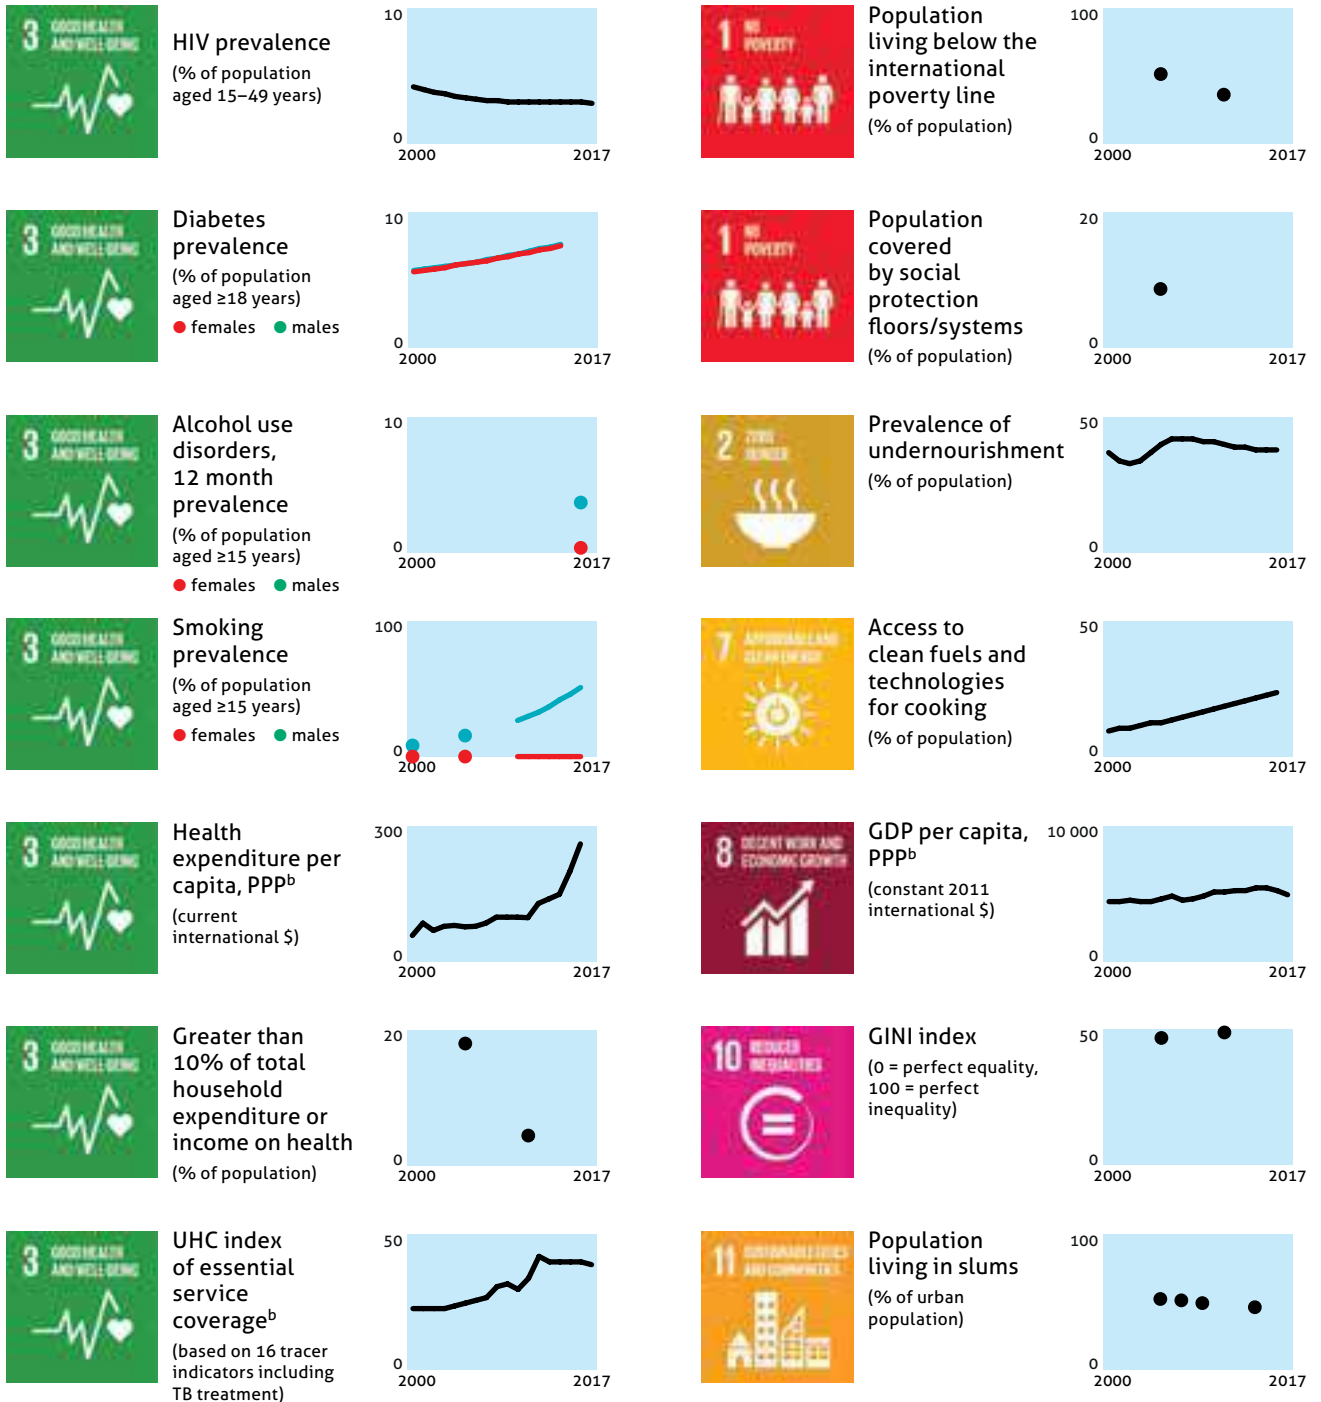 3 GOOD HEALTH
AND WELL-BEING
HIV prevalence
(% of population
aged 15–49 years)
10
0
2000
2017
3 GOOD HEALTH
AND WELL-BEING
Diabetes
prevalence
(% of population
aged ≥18 years)
females males
10
0
2000
2017
3 GOOD HEALTH
AND WELL-BEING
Alcohol use
disorders,
12 month
prevalence
(% of population
aged ≥15 years)
females males
10
0
2000
2017
3 GOOD HEALTH
AND WELL-BEING
Smoking
prevalence
(% of population
aged ≥15 years)
females males
100
0
2000
2017
3 GOOD HEALTH
AND WELL-BEING
Health
expenditure per
capita, PPPᵇ
(current
international $)
300
0
2000
2017
3 GOOD HEALTH
AND WELL-BEING
Greater than
10% of total
household
expenditure or
income on health
(% of population)
20
0
2000
2017
3 GOOD HEALTH
AND WELL-BEING
UHC index
of essential
service
coverageᵇ
(based on 16 tracer
indicators including
TB treatment)
50
0
2000
2017
1 NO
POVERTY
Population
living below the
international
poverty line
(% of population)
100
0
2000
2017
1 NO
POVERTY
Population
covered
by social
protection
floors/systems
(% of population)
20
0
2000
2017
2 ZERO
HUNGER
Prevalence of
undernourishment
(% of population)
50
0
2000
2017
7 AFFORDABLE AND
CLEAN ENERGY
Access to
clean fuels and
technologies
for cooking
(% of population)
50
0
2000
2017
8 DECENT WORK AND
ECONOMIC GROWTH
GDP per capita,
PPPᵇ
(constant 2011
international $)
10 000
0
2000
2017
10 REDUCED
INEQUALITIES
GINI index
(0 = perfect equality,
100 = perfect
inequality)
50
0
2000
2017
11 SUSTAINABLE CITIES
AND COMMUNITIES
Population
living in slums
(% of urban
population)
100
0
2000
2017